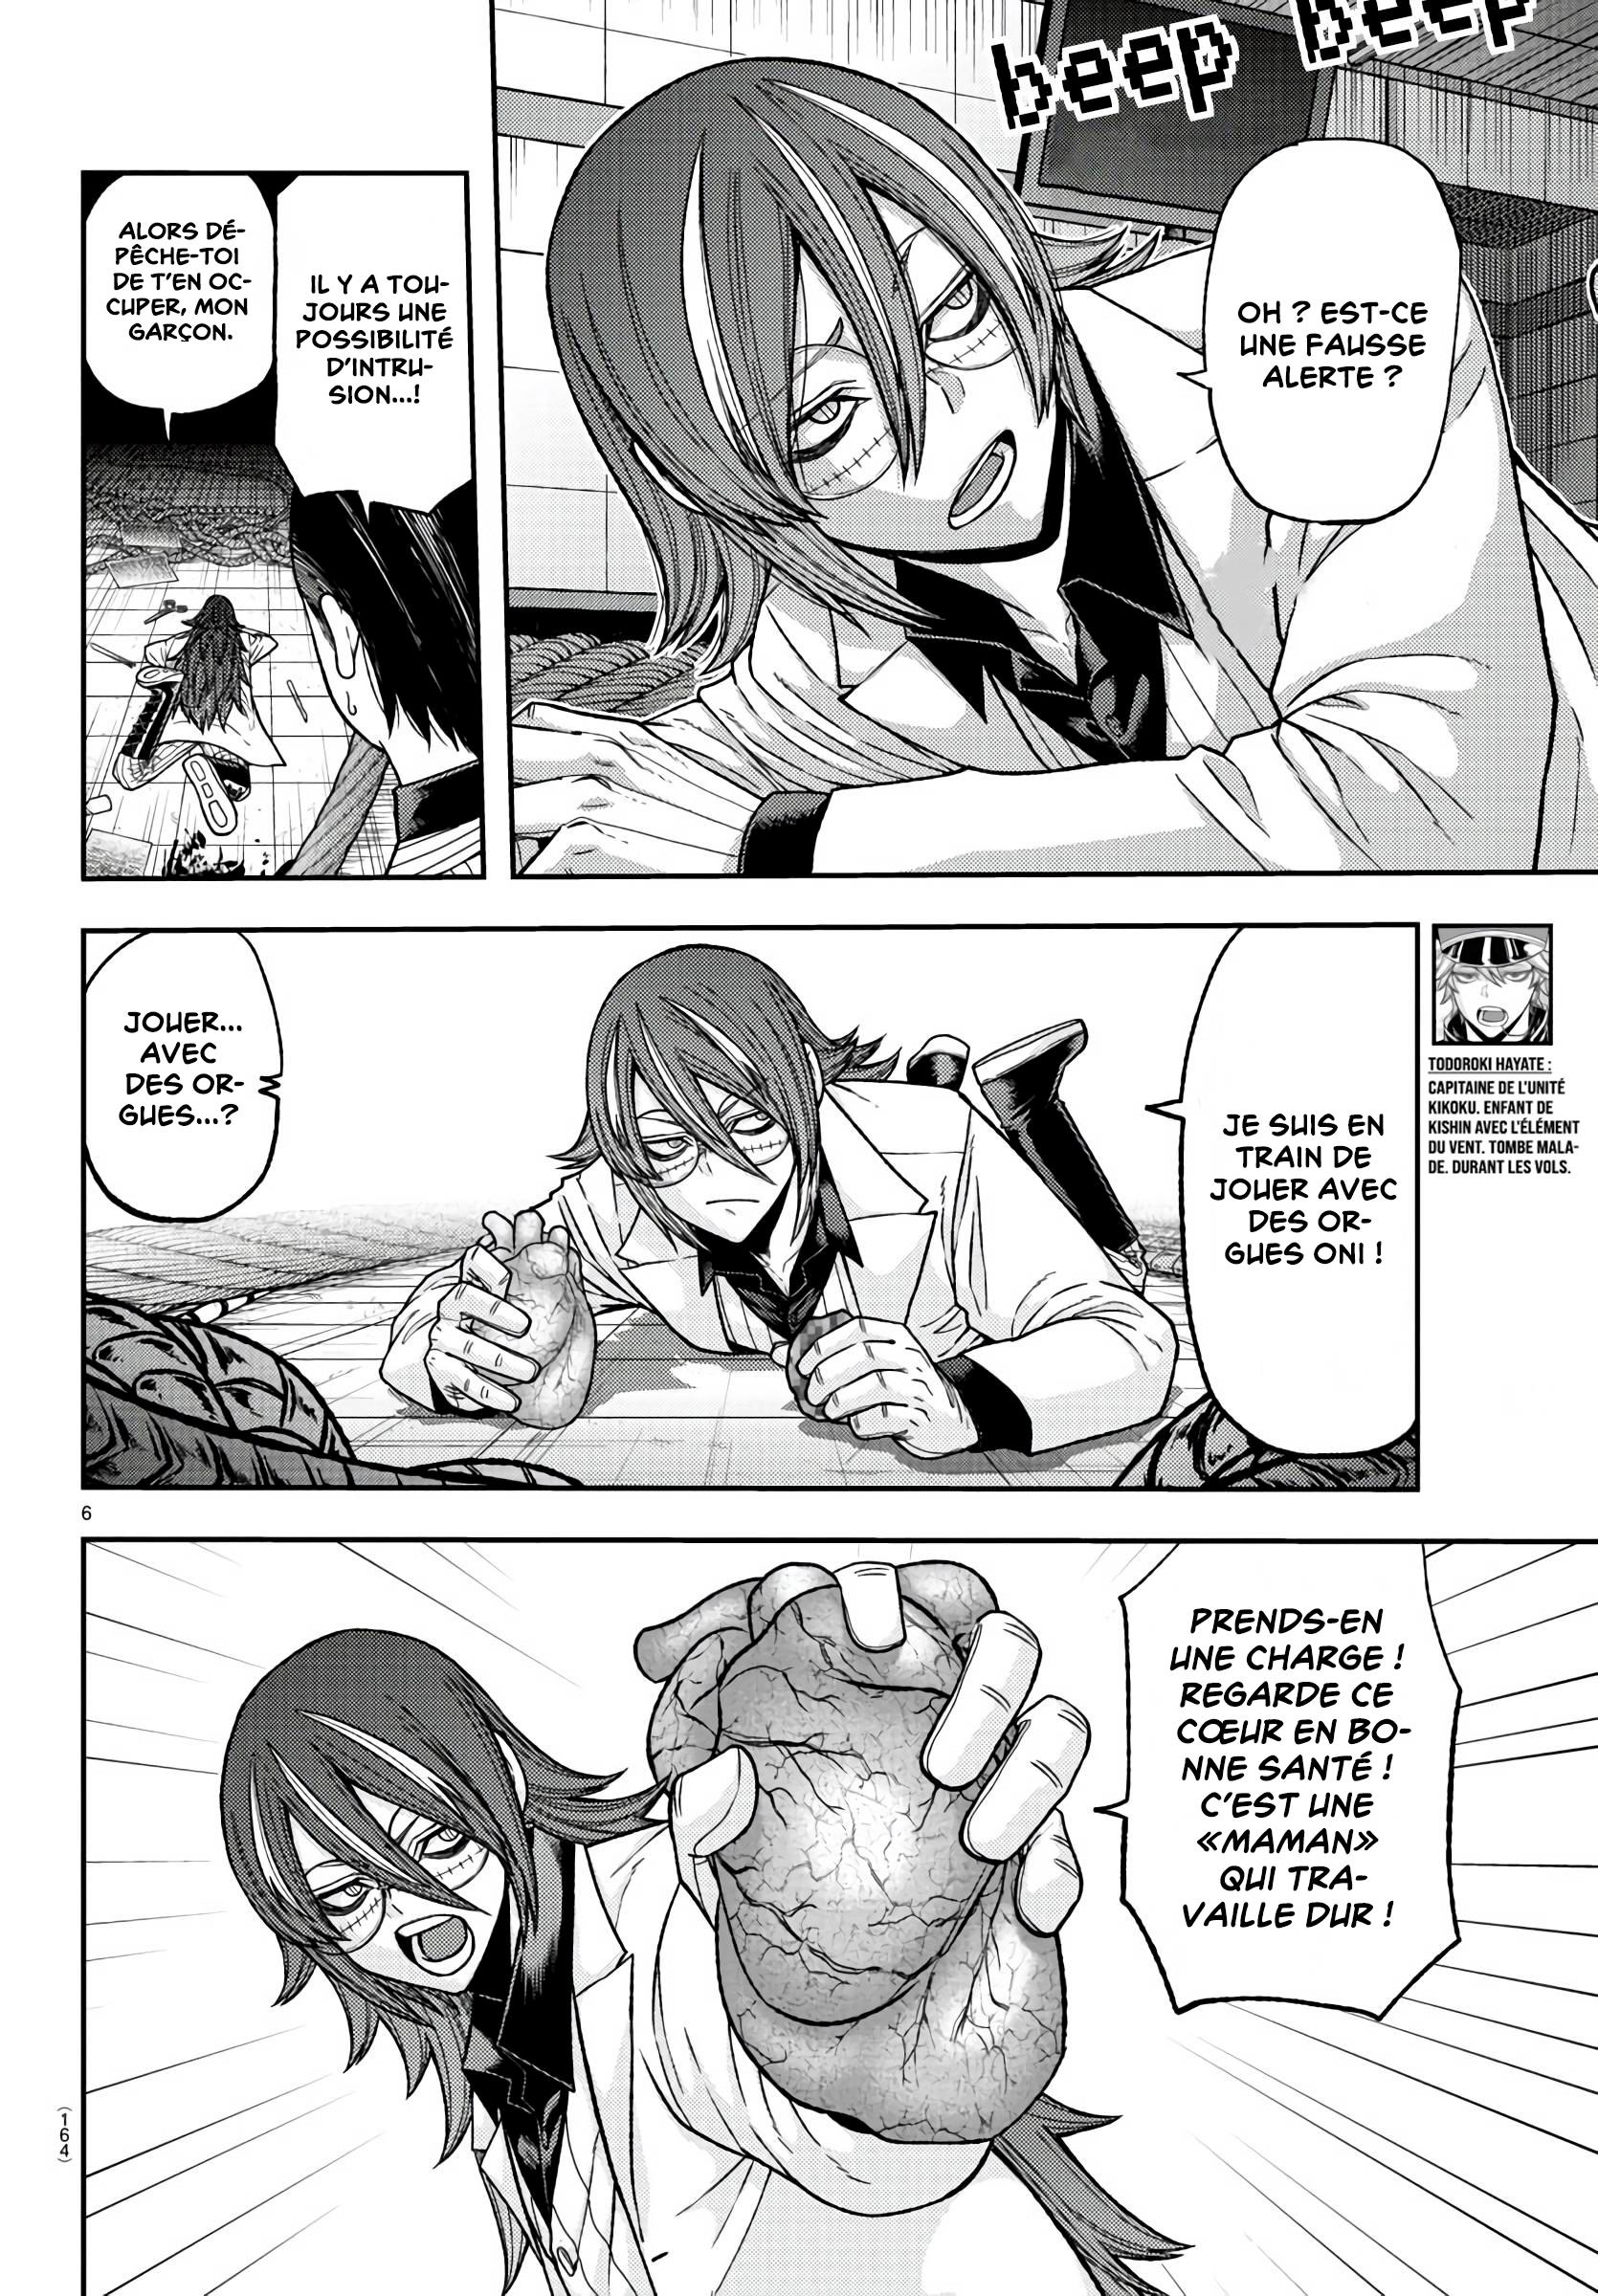 beep beep
OH ? EST-CE
UNE FAUSSE
ALERTE ?
IL Y A TOU-
JOURS UNE
POSSIBILITÉ
D'INTRU-
SION...!
ALORS DÉ-
PÊCHE-TOI
DE T'EN OC-
CUPER, MON
GARÇON.
JE SUIS EN
TRAIN DE
JOUER AVEC
DES OR-
GUES ONI !
JOUER...
AVEC
DES OR-
GUES...?
TODOROKI HAYATE :
CAPITAINE DE L'UNITÉ
KIKOKU. ENFANT DE
KISHIN AVEC L'ÉLÉMENT
DU VENT. TOMBE MALA-
DE. DURANT LES VOLS.
6
PRENDS-EN
UNE CHARGE !
REGARDE CE
CŒUR EN BO-
NNE SANTÉ !
C'EST UNE
«MAMAN»
QUI TRA-
VAILLE DUR !
(164)